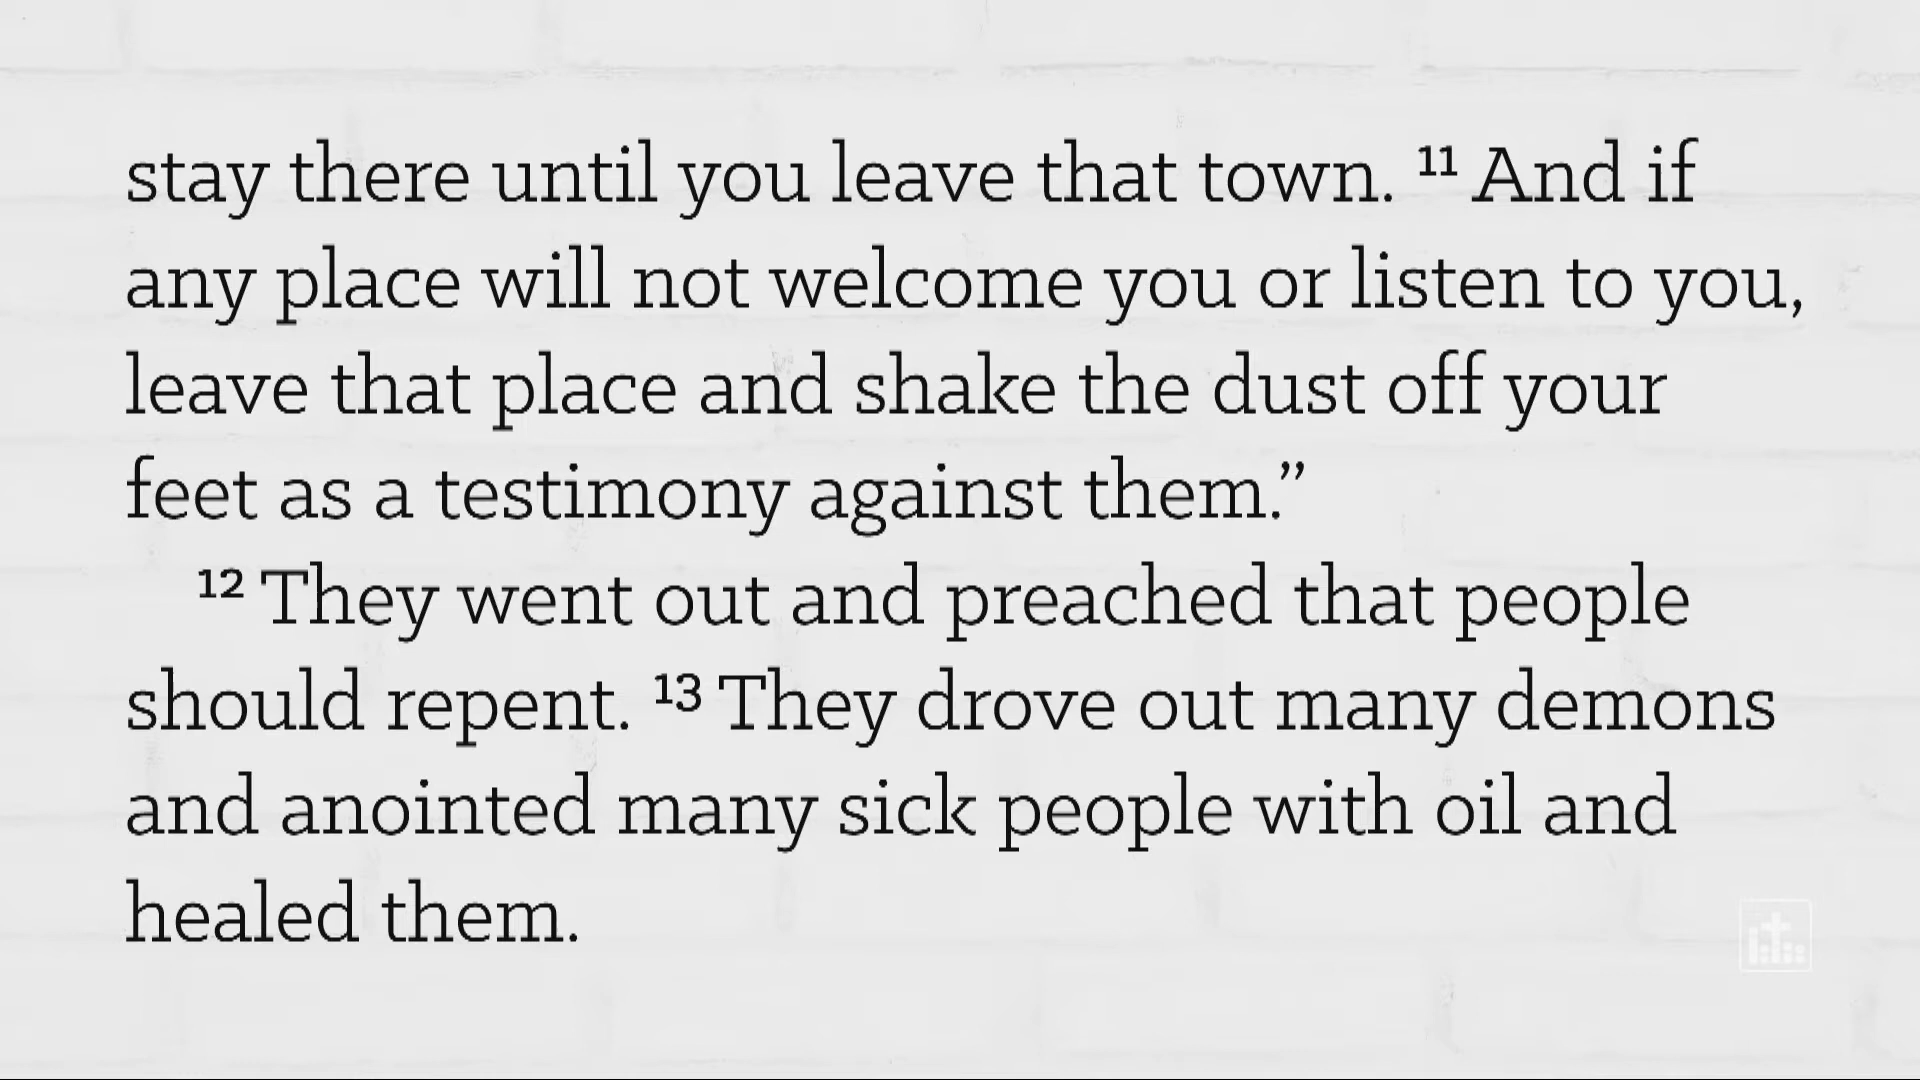 stay there until you leave that town. ¹¹ And if
any place will not welcome you or listen to you,
leave that place and shake the dust off your
feet as a testimony against them.”
¹² They went out and preached that people
should repent. ¹³ They drove out many demons
and anointed many sick people with oil and
healed them.